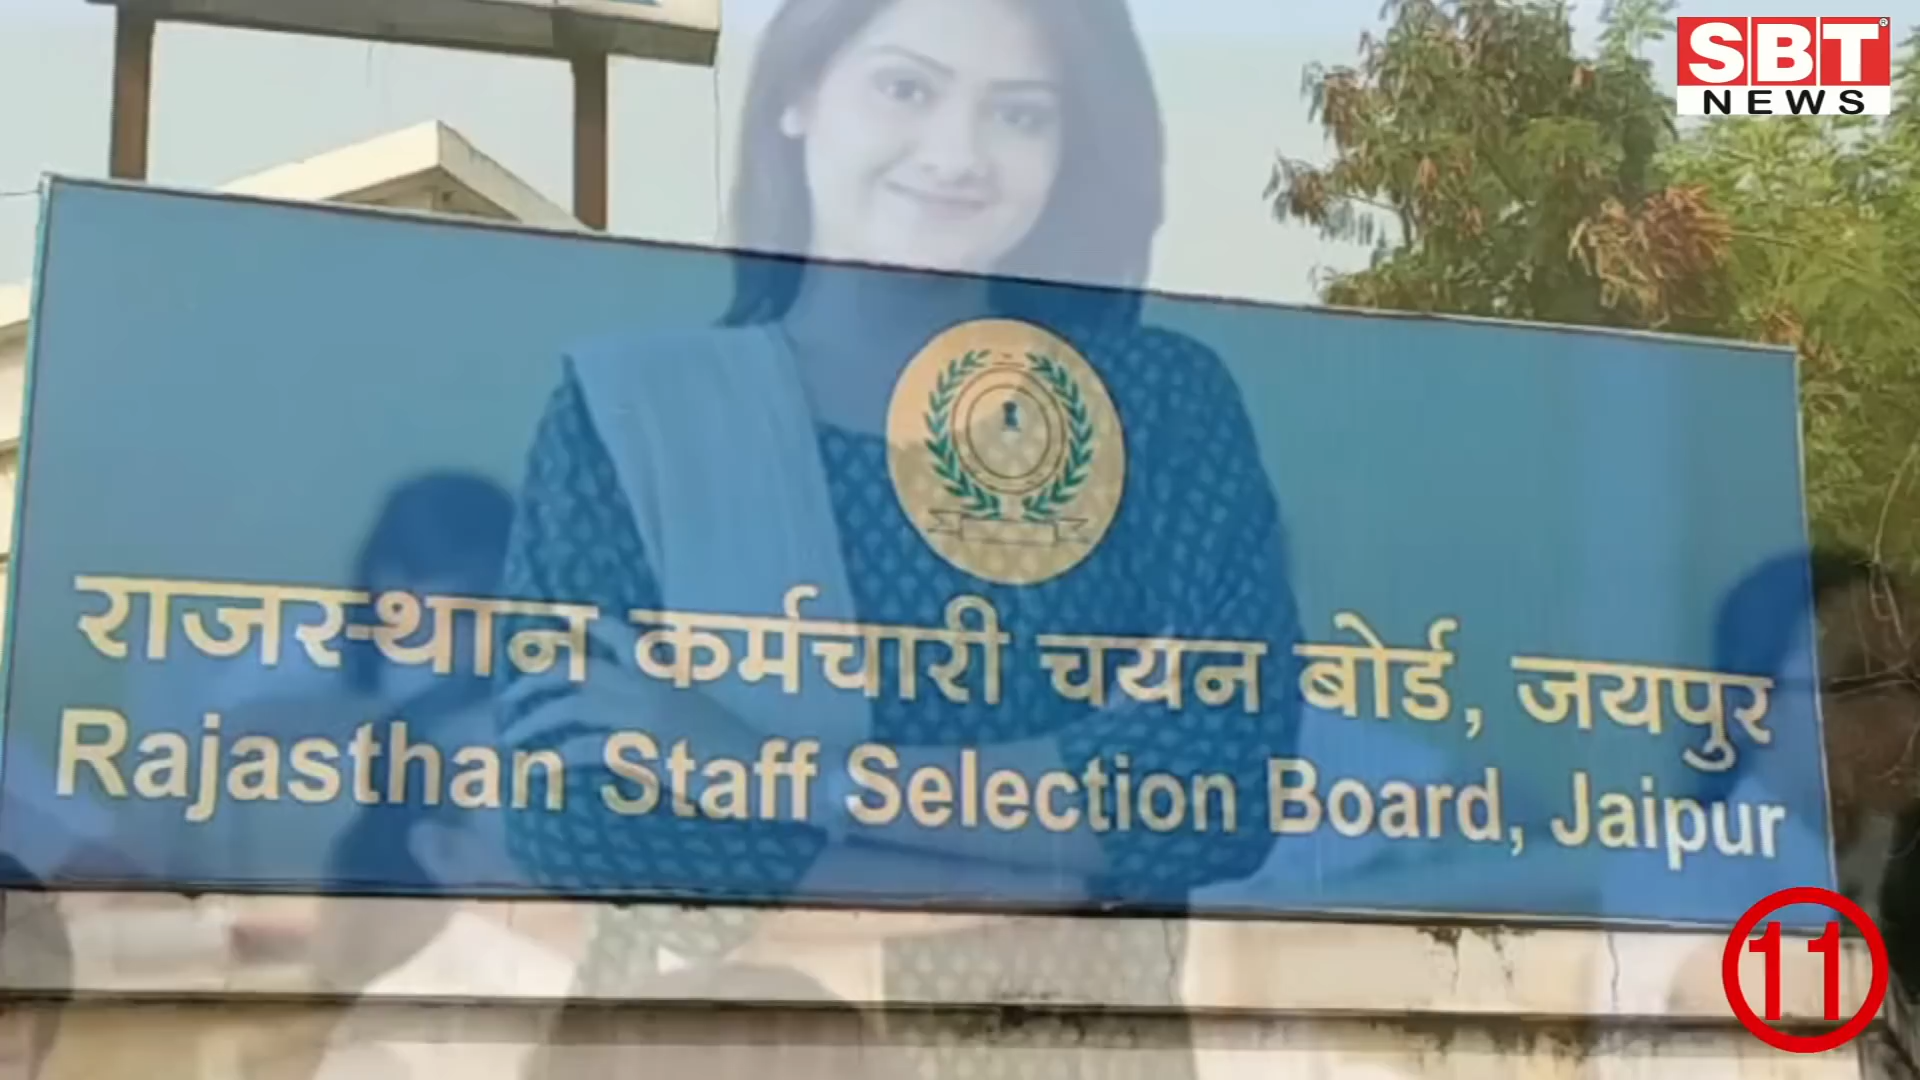 SBT
NEWS
राजस्थान कर्मचारी चयन बोर्ड, जयपुर
Rajasthan Staff Selection Board, Jaipur
11